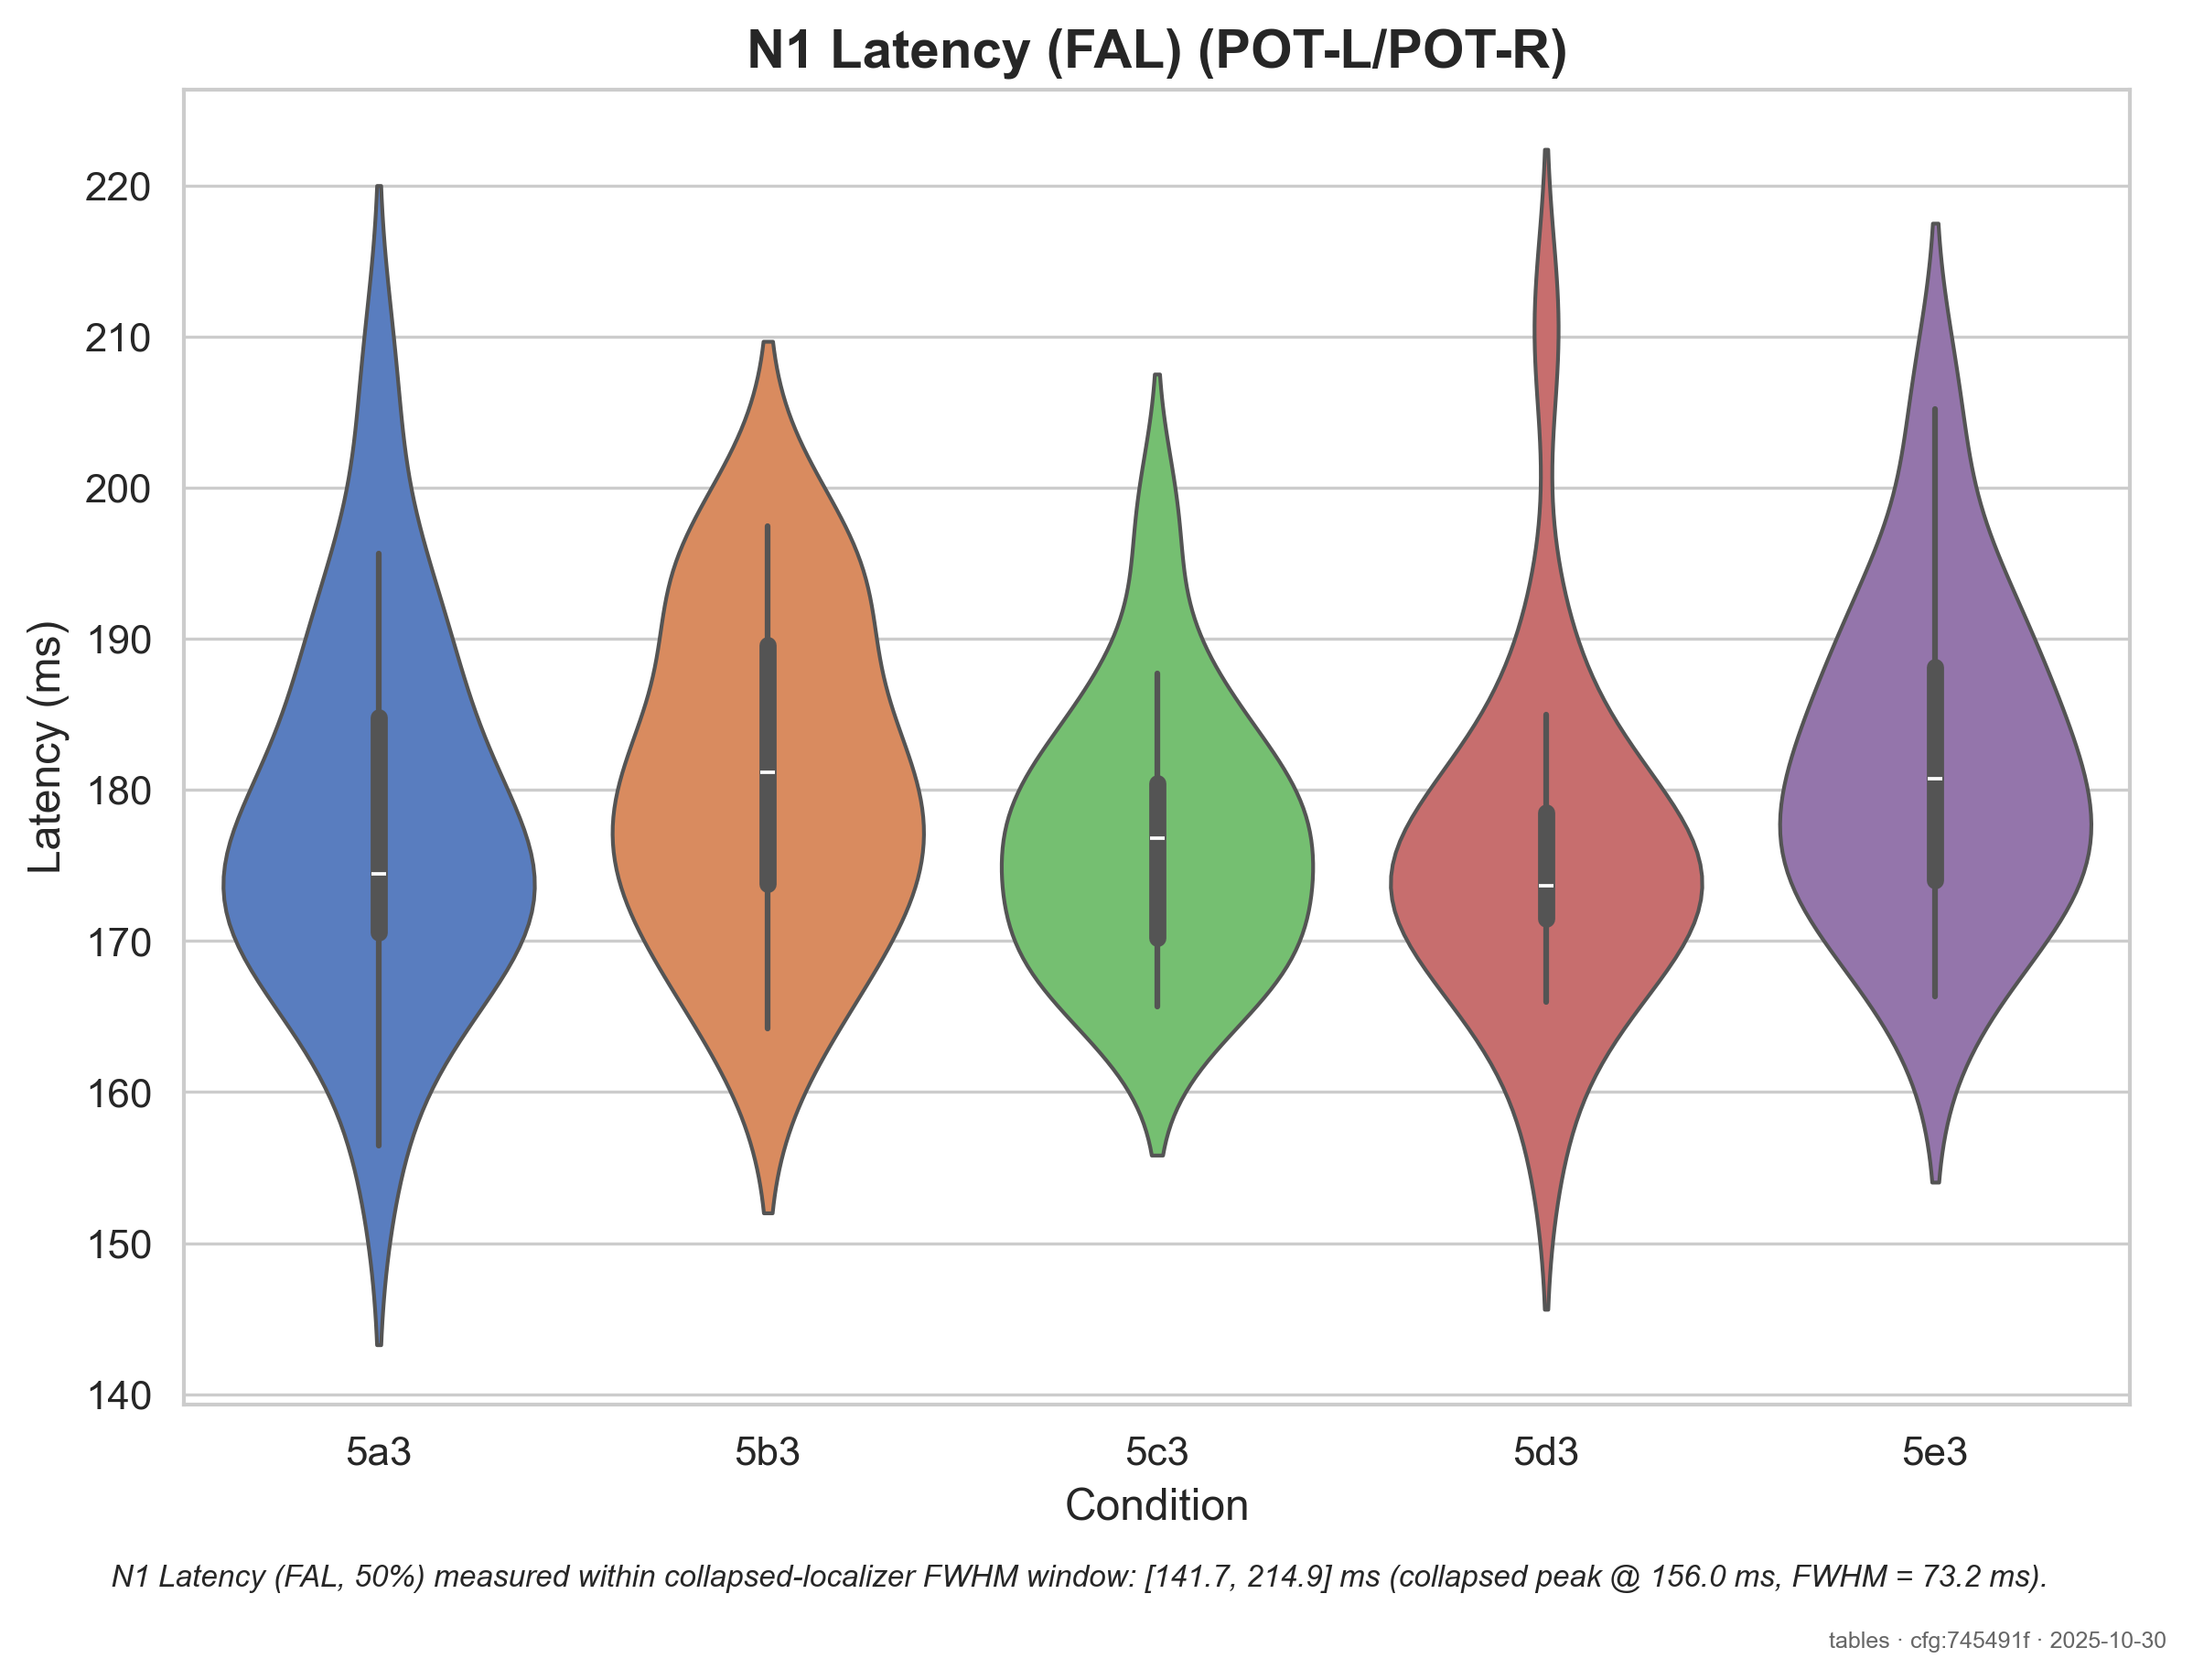 N1 Latency (FAL) (POT-L/POT-R)
Latency (ms)
220
210
200
190
180
170
160
150
140
5a3
5b3
5c3
5d3
5e3
Condition
N1 Latency (FAL, 50%) measured within collapsed-localizer FWHM window: [141.7, 214.9] ms (collapsed peak @ 156.0 ms, FWHM = 73.2 ms).
tables · cfg:745491f · 2025-10-30